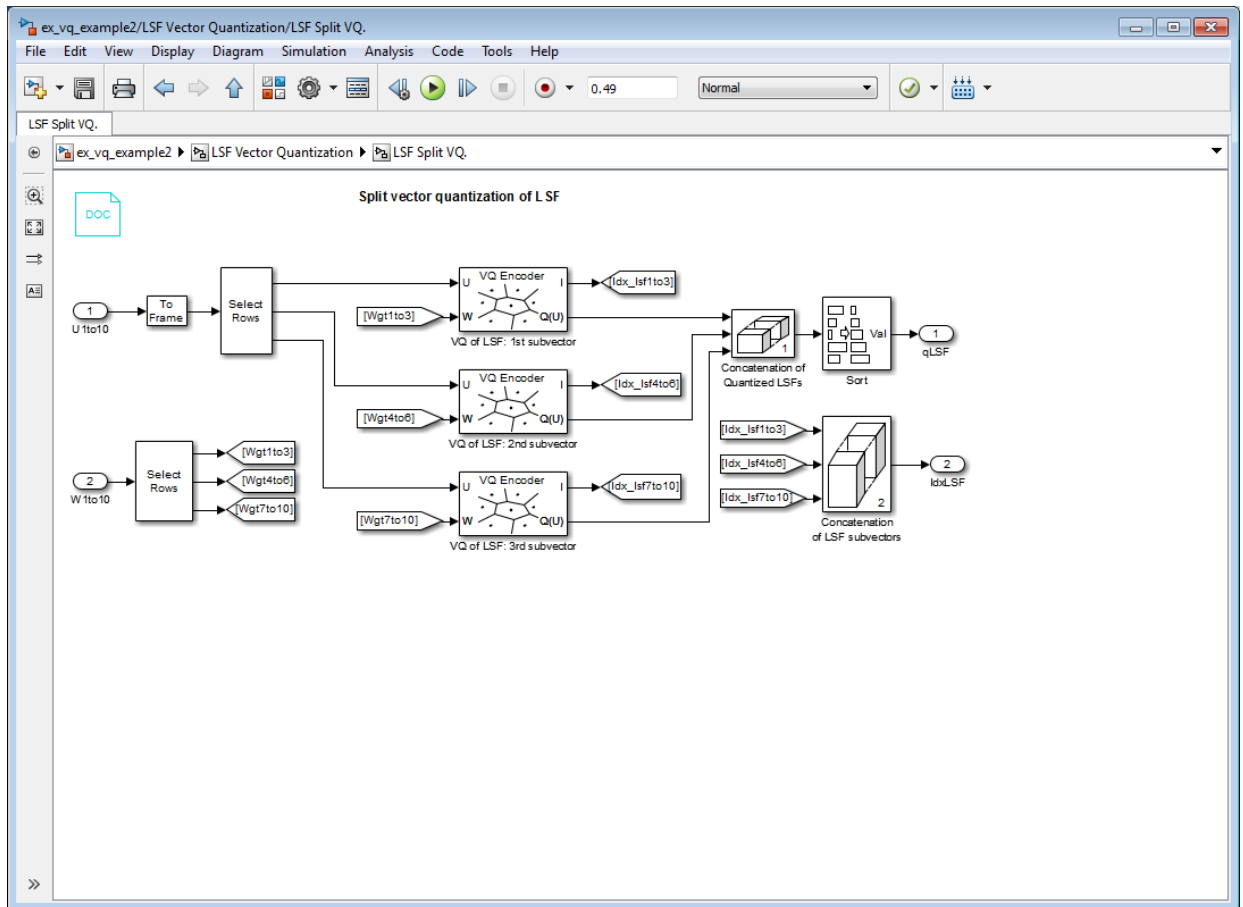 ex_vq_example2/LSF Vector Quantization/LSF Split VQ.
File Edit View Display Diagram Simulation Analysis Code Tools Help
0.49
Normal
LSF Split VQ.
ex_vq_example2 LSF Vector Quantization LSF Split VQ.
DOC
Split vector quantization of LSF
1
U1to10
To
Frame
Select
Rows
[Wgt1to3]
U
W
VQ Encoder
I
Q(U)
VQ of LSF: 1st subvector
[Idx_lsf1to3]
[Wgt4to6]
U
W
VQ Encoder
I
Q(U)
VQ of LSF: 2nd subvector
[Idx_lsf4to6]
[Wgt7to10]
U
W
VQ Encoder
I
Q(U)
VQ of LSF: 3rd subvector
[Idx_lsf7to10]
1
Concatenation of
Quantized LSFs
Val
Sort
1
qLSF
2
W1to10
Select
Rows
[Wgt1to3]
[Wgt4to6]
[Wgt7to10]
[Idx_lsf1to3]
[Idx_lsf4to6]
[Idx_lsf7to10]
2
Concatenation
of LSF subvectors
2
IdxLSF